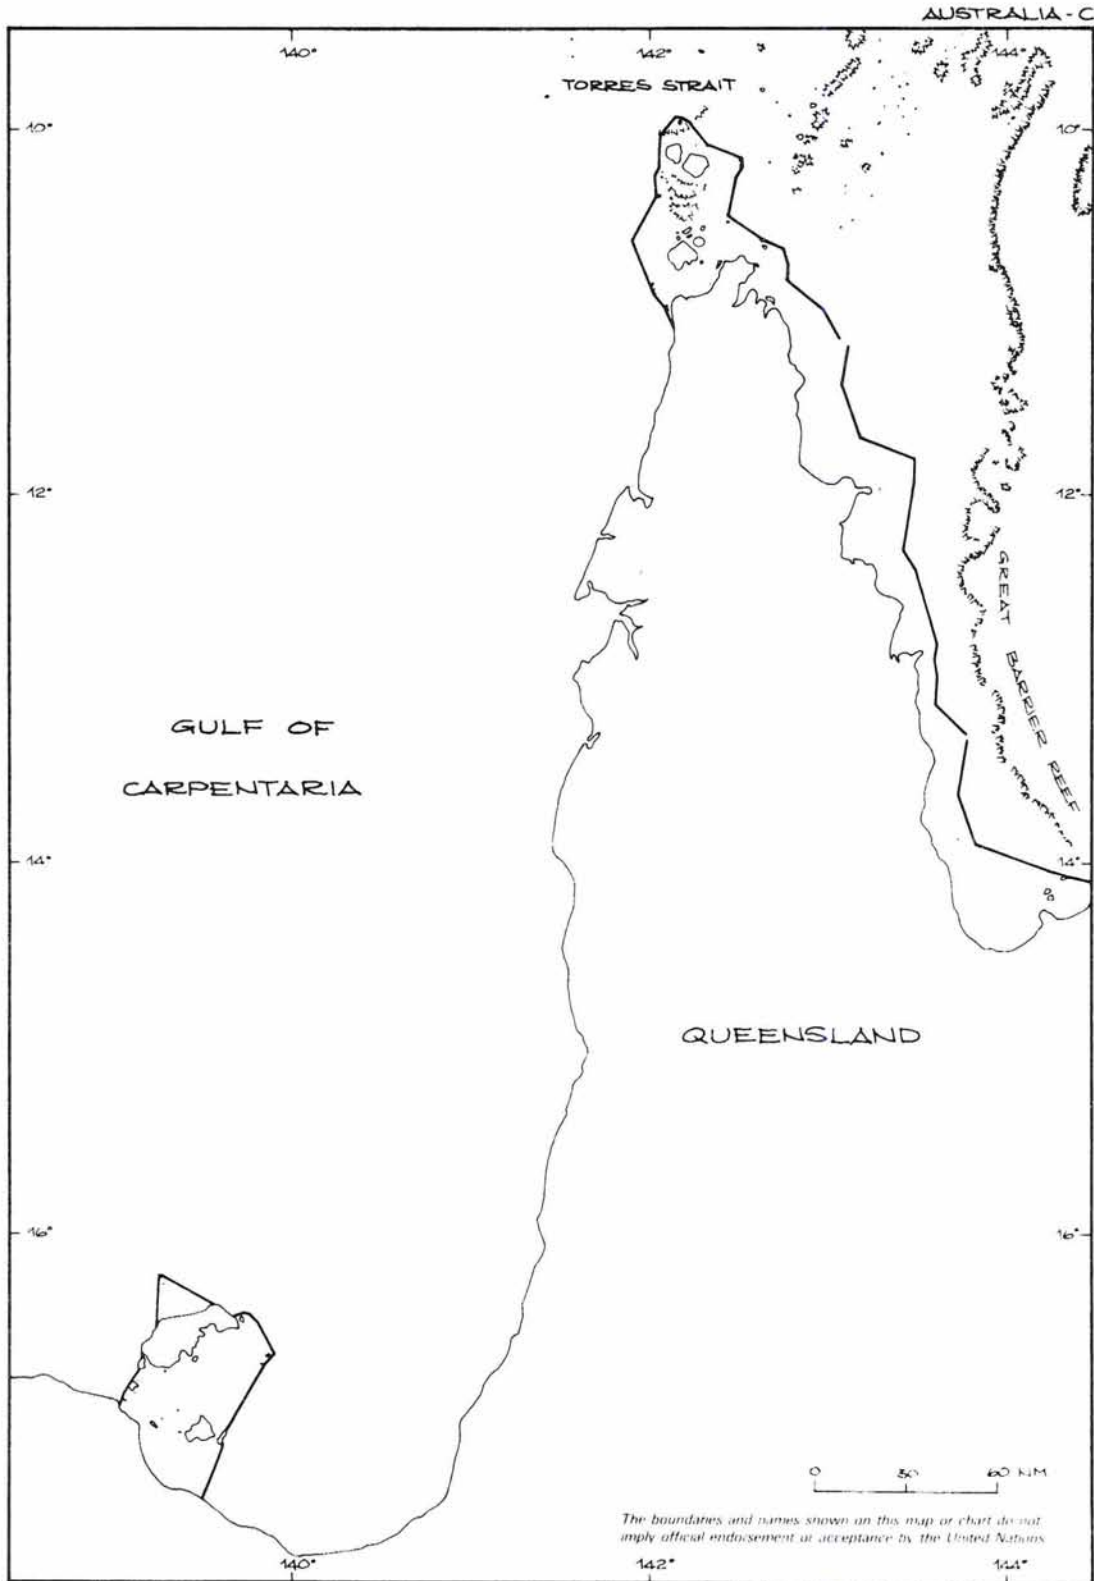 AUSTRALIA - C
140° 142° 144°
TORRES STRAIT
10° 10°
12° 12°
GREAT BARRIER REEF
GULF OF
CARPENTARIA
14° 14°
QUEENSLAND
16° 16°
0 30 60 NM
The boundaries and names shown on this map or chart do not
imply official endorsement or acceptance by the United Nations
140° 142° 144°